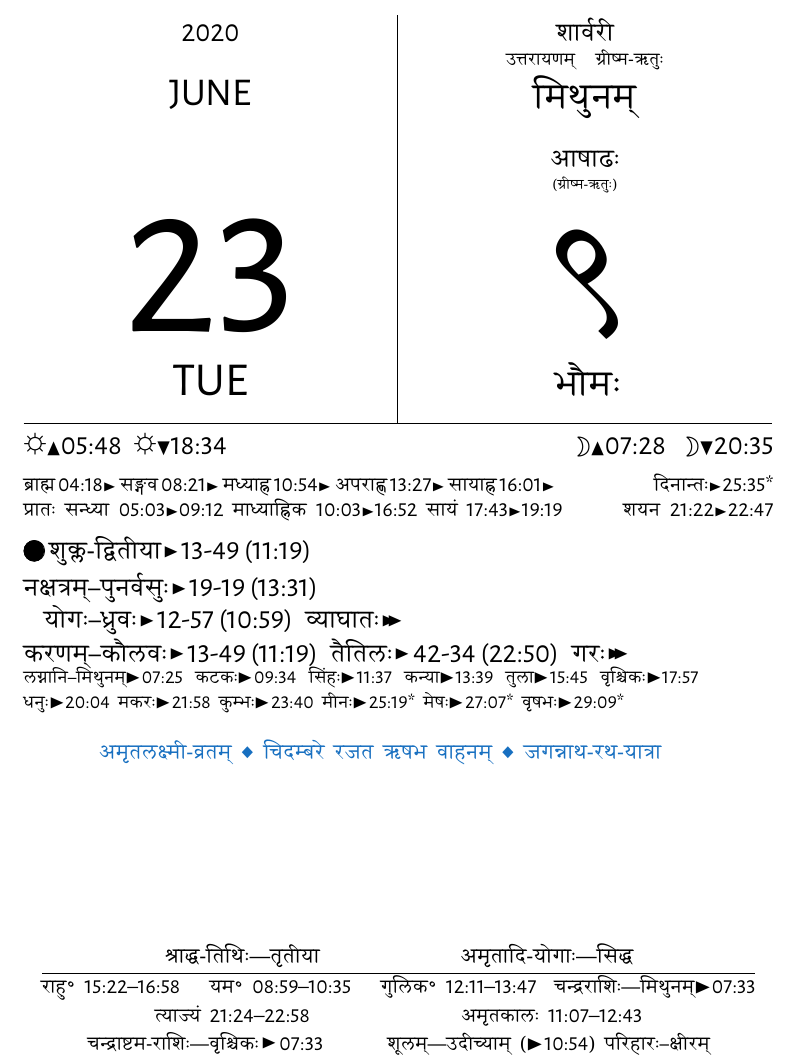 2020
JUNE
23
TUE
शार्वरी
उत्तरायणम् ग्रीष्म-ऋतुः
मिथुनम्
आषाढः
(ग्रीष्म-ऋतुः)
९
भौमः
☼▲05:48 ☼▼18:34 ☽▲07:28 ☽▼20:35
ब्राह्म 04:18► सङ्गव 08:21► मध्याह्न 10:54► अपराह्ण 13:27► सायाह्न 16:01► दिनान्तः►25:35*
प्रातः सन्ध्या 05:03►09:12 माध्याह्निक 10:03►16:52 सायं 17:43►19:19 शयन 21:22►22:47
●शुक्ल-द्वितीया►13-49 (11:19)
नक्षत्रम्–पुनर्वसुः►19-19 (13:31)
योगः–ध्रुवः►12-57 (10:59) व्याघातः►►
करणम्–कौलवः►13-49 (11:19) तैतिलः►42-34 (22:50) गरः►►
लग्नानि–मिथुनम्►07:25 कटकः►09:34 सिंहः►11:37 कन्या►13:39 तुला►15:45 वृश्चिकः►17:57
धनुः►20:04 मकरः►21:58 कुम्भः►23:40 मीनः►25:19* मेषः►27:07* वृषभः►29:09*
अमृतलक्ष्मी-व्रतम् ◆ चिदम्बरे रजत ऋषभ वाहनम् ◆ जगन्नाथ-रथ-यात्रा
श्राद्ध-तिथिः—तृतीया अमृतादि-योगाः—सिद्ध
राहु° 15:22–16:58 यम° 08:59–10:35 गुलिक° 12:11–13:47 चन्द्रराशिः—मिथुनम्►07:33
त्याज्यं 21:24–22:58 अमृतकालः 11:07–12:43
चन्द्राष्टम-राशिः—वृश्चिकः►07:33 शूलम्—उदीच्याम् (►10:54) परिहारः–क्षीरम्